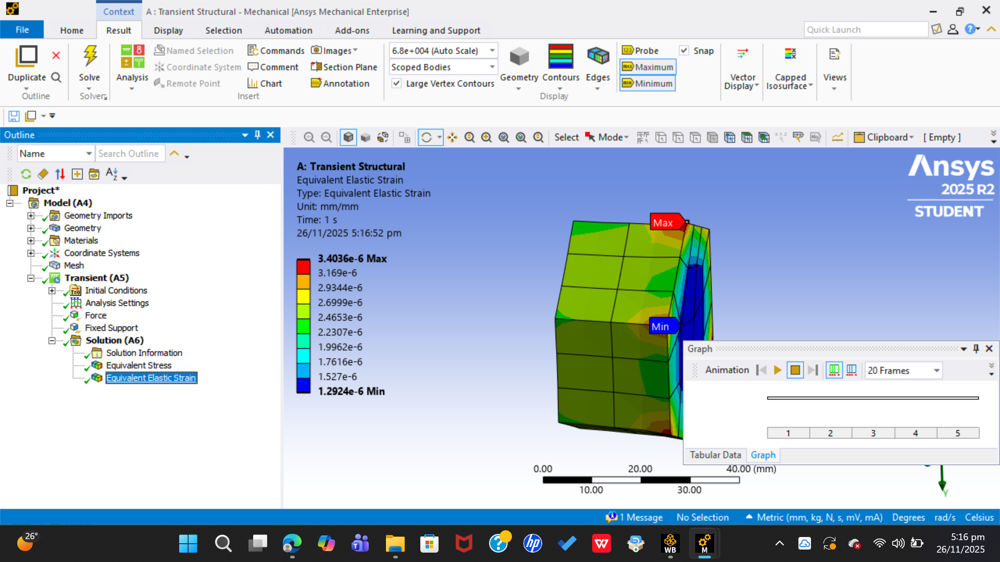 Context
A : Transient Structural - Mechanical [Ansys Mechanical Enterprise]
File
Home
Result
Display
Selection
Automation
Add-ons
Learning and Support
Quick Launch
Duplicate
Outline
Solve
Solver
Analysis
Named Selection
Coordinate System
Remote Point
Commands
Comment
Chart
Images
Section Plane
Annotation
Insert
6.8e+004 (Auto Scale)
Scoped Bodies
Large Vertex Contours
Geometry
Contours
Edges
Display
Probe
Maximum
Minimum
Snap
Vector Display
Capped Isosurface
Views
Outline
Name
Search Outline
Select
Mode
Clipboard
[ Empty ]
Project*
Model (A4)
Geometry Imports
Geometry
Materials
Coordinate Systems
Mesh
Transient (A5)
Initial Conditions
Analysis Settings
Force
Fixed Support
Solution (A6)
Solution Information
Equivalent Stress
Equivalent Elastic Strain
A: Transient Structural
Equivalent Elastic Strain
Type: Equivalent Elastic Strain
Unit: mm/mm
Time: 1 s
26/11/2025 5:16:52 pm
3.4036e-6 Max
3.169e-6
2.9344e-6
2.6999e-6
2.4653e-6
2.2307e-6
1.9962e-6
1.7616e-6
1.527e-6
1.2924e-6 Min
Ansys
2025 R2
STUDENT
Max
Min
Graph
Animation
20 Frames
1 2 3 4 5
Tabular Data
Graph
0.00 20.00 40.00 (mm)
10.00 30.00
Y
1 Message
No Selection
Metric (mm, kg, N, s, mV, mA)
Degrees
rad/s
Celsius
26°
WB
M
5:16 pm
26/11/2025